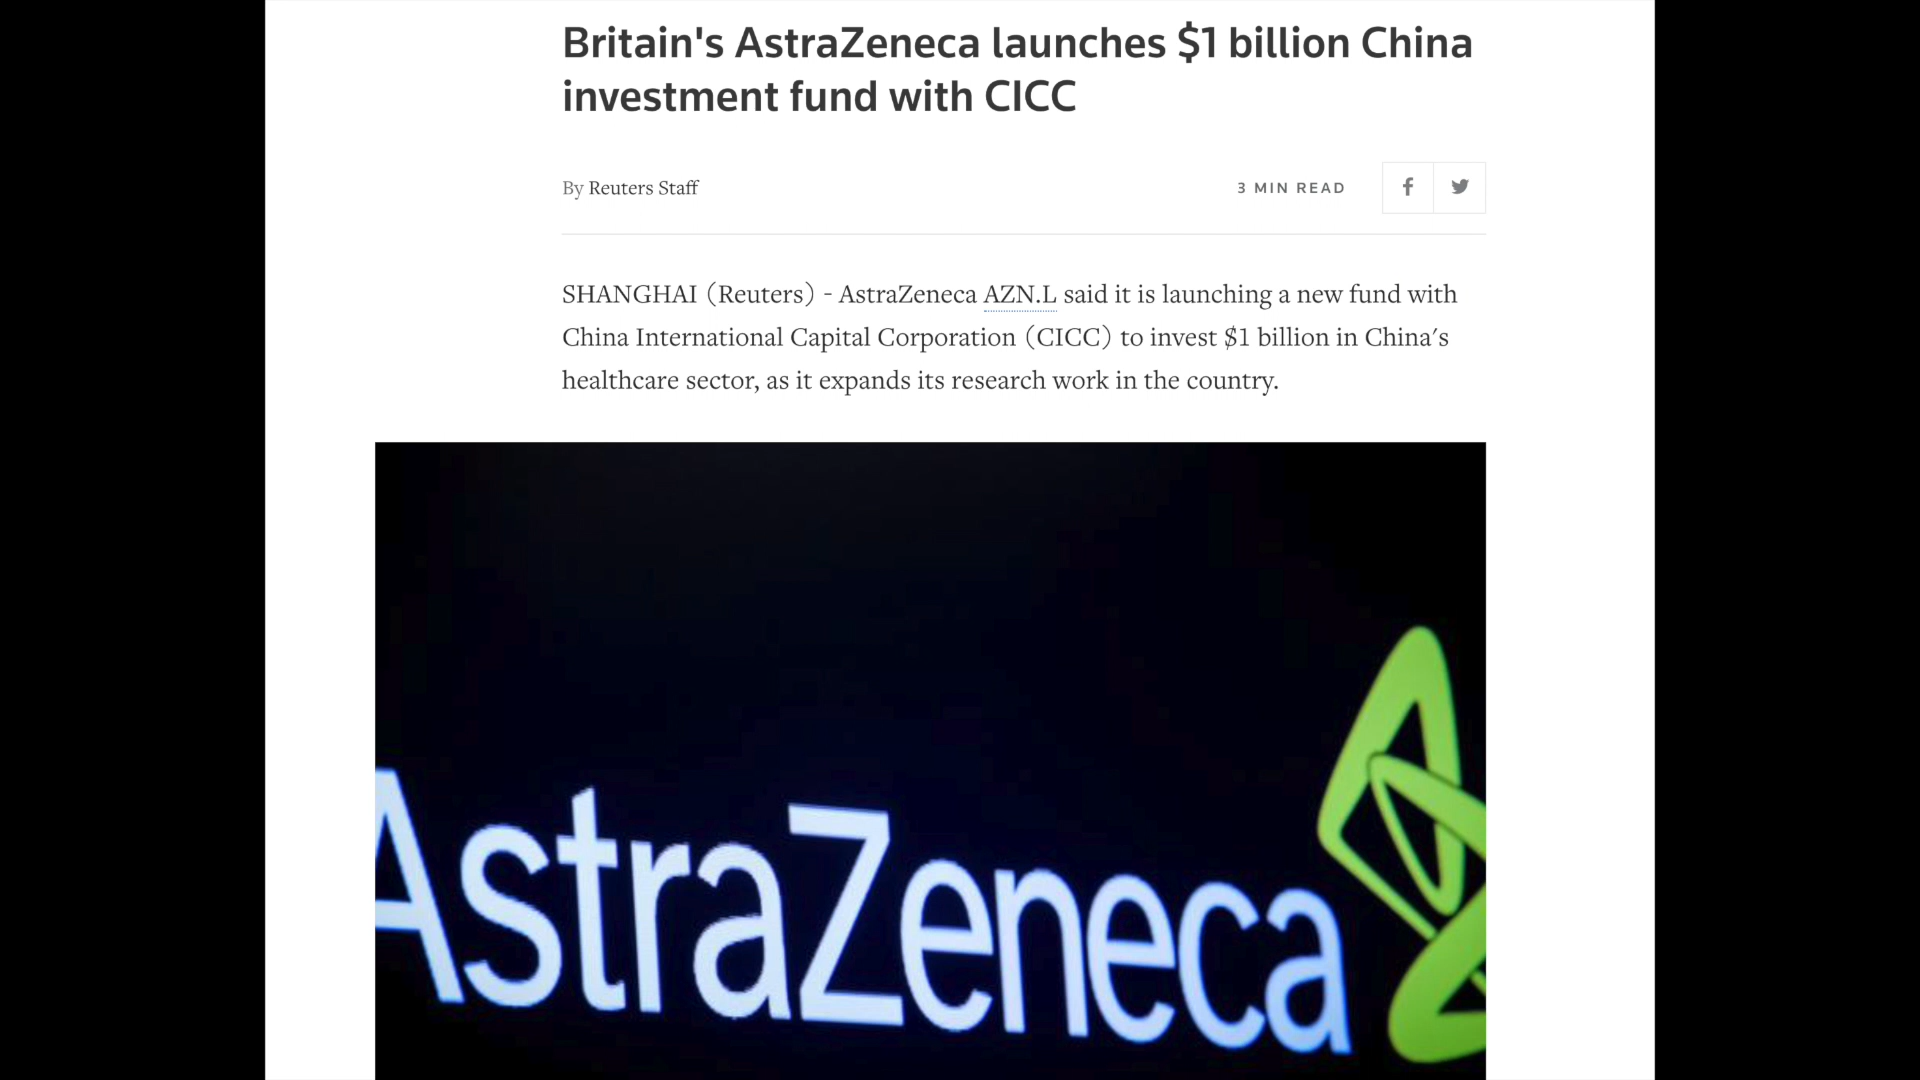 Britain's AstraZeneca launches $1 billion China
investment fund with CICC
By Reuters Staff
3 MIN READ
SHANGHAI (Reuters) - AstraZeneca AZN.L said it is launching a new fund with
China International Capital Corporation (CICC) to invest $1 billion in China's
healthcare sector, as it expands its research work in the country.
AstraZeneca